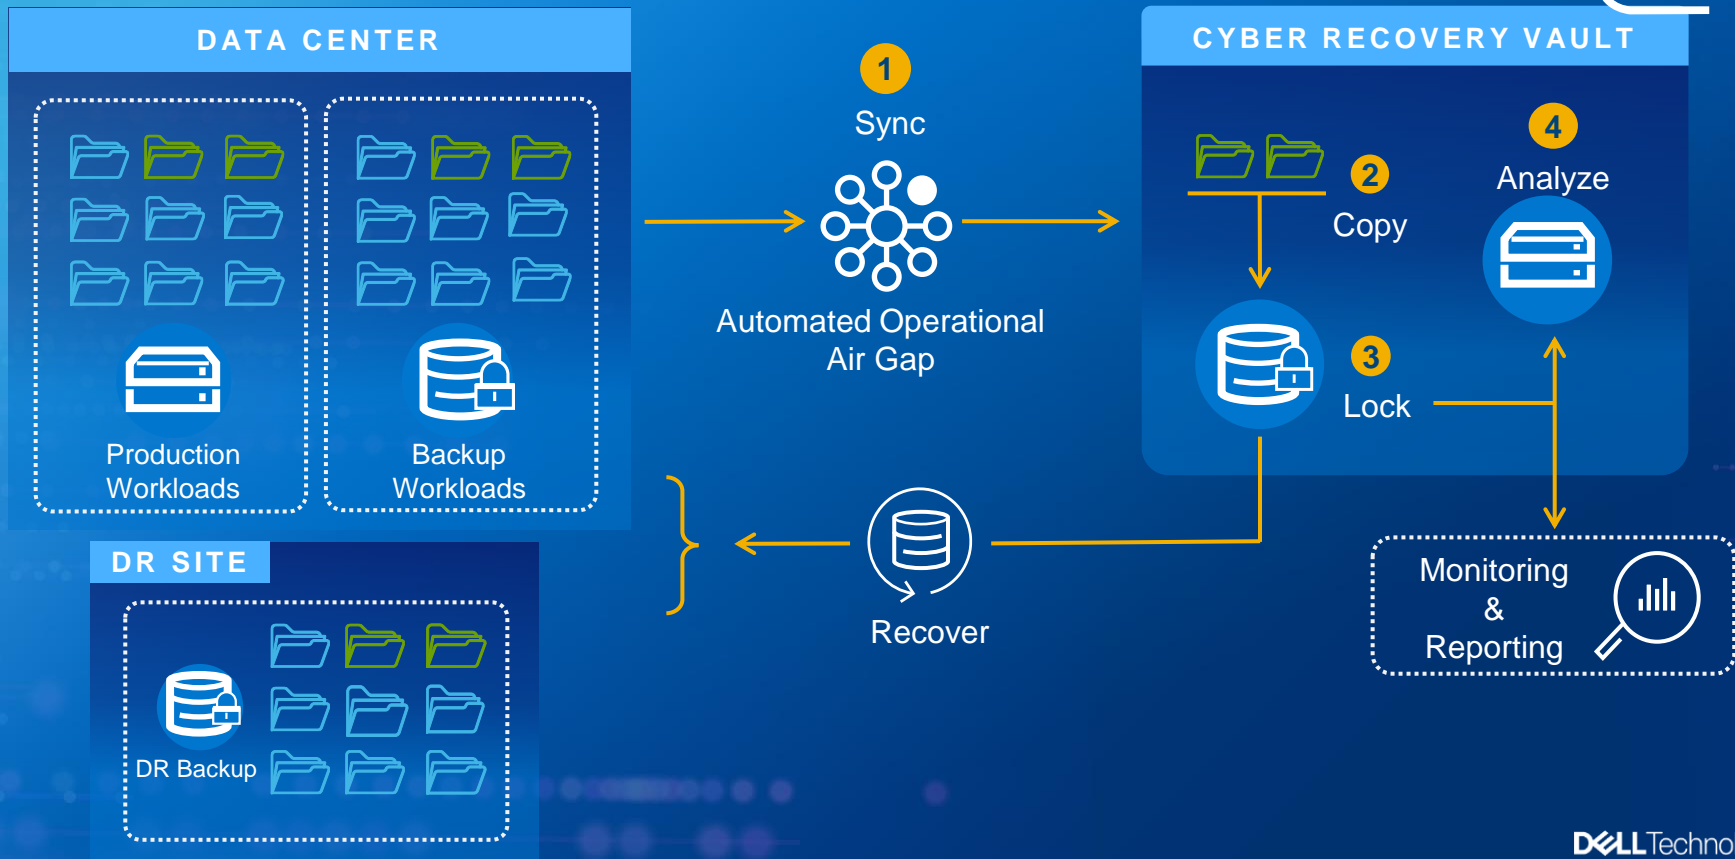 DATA CENTER
Production
Workloads
Backup
Workloads
DR SITE
DR Backup
1
Sync
Automated Operational
Air Gap
Recover
CYBER RECOVERY VAULT
2
Copy
3
Lock
4
Analyze
Monitoring
&
Reporting
DELLTechno